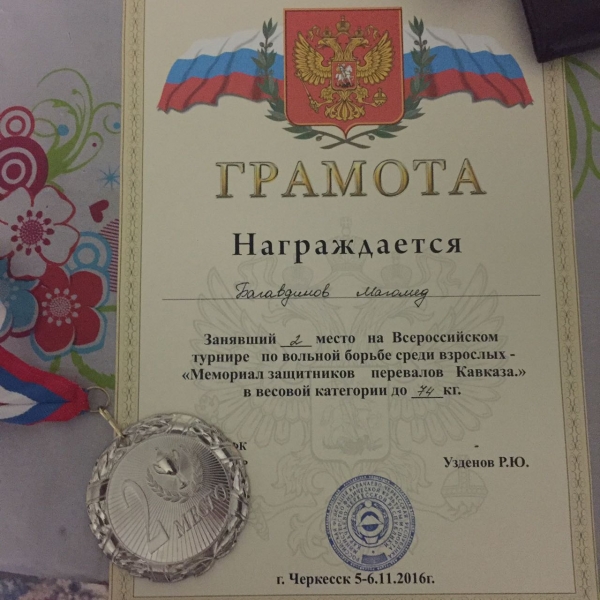 ГРАМОТА
Награждается
Багавдинов Магомед
Занявший 2 место на Всероссийском
турнире по вольной борьбе среди взрослых -
«Мемориал защитников перевалов Кавказа.»
в весовой категории до 74 кг.
Узденов Р.Ю.
2 МЕСТО
г. Черкесск 5-6.11.2016г.